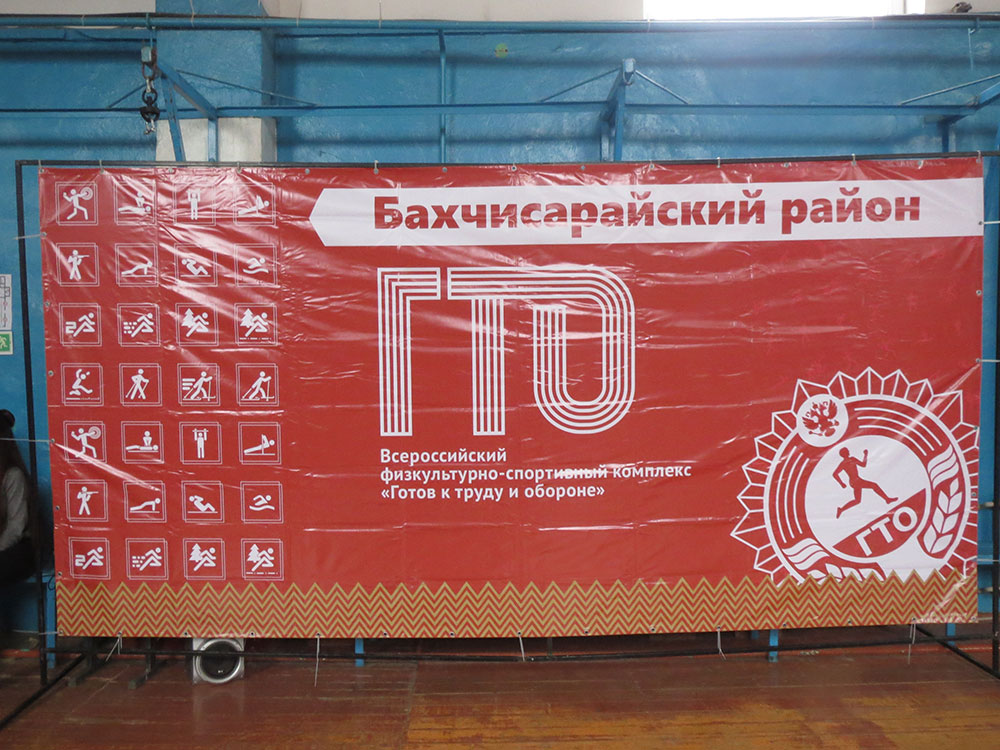 Бахчисарайский район
ГТО
Всероссийский
физкультурно-спортивный комплекс
«Готов к труду и обороне»
ГТО